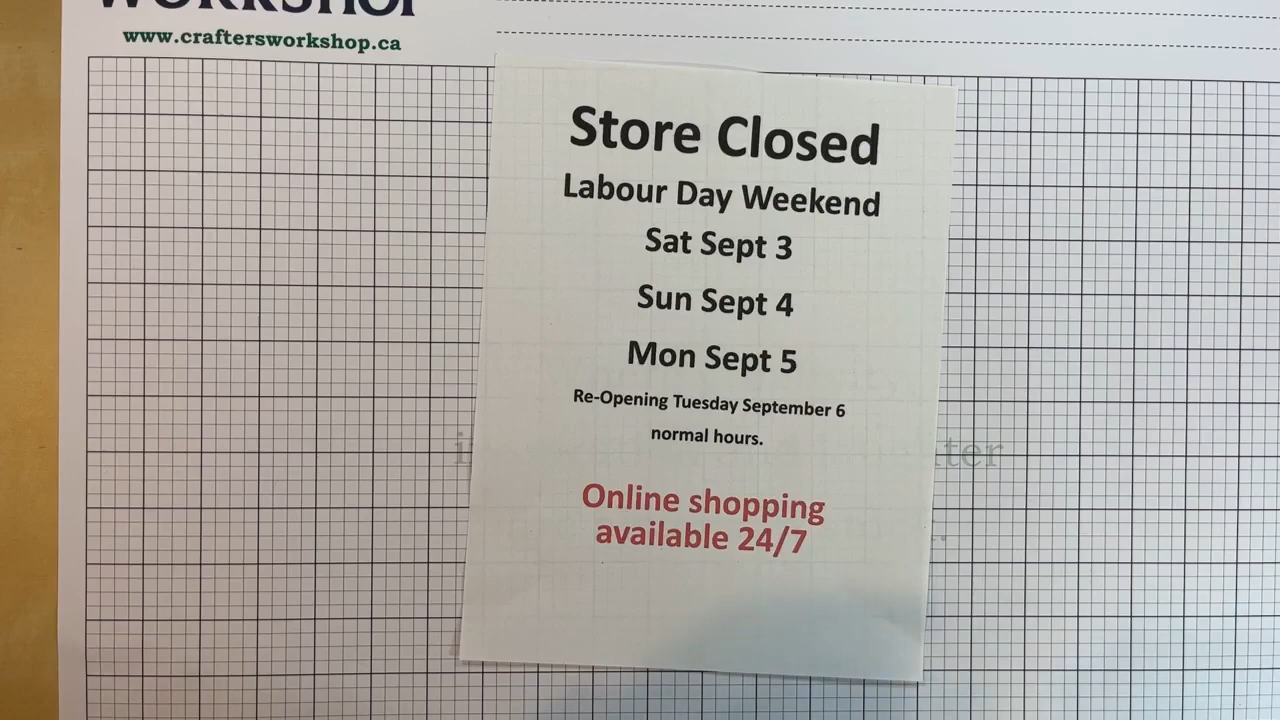 WORKSHOP
www.craftersworkshop.ca
Store Closed
Labour Day Weekend
Sat Sept 3
Sun Sept 4
Mon Sept 5
Re-Opening Tuesday September 6
normal hours.
Online shopping
available 24/7